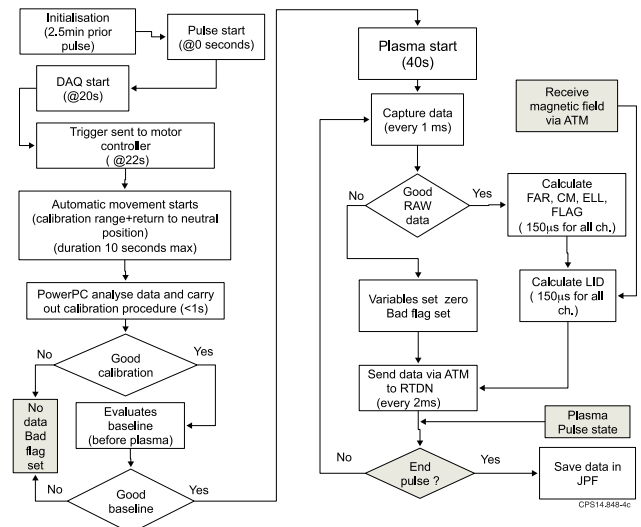 Initialisation
(2.5min prior
pulse)
Pulse start
(@0 seconds)
DAQ start
(@20s)
Trigger sent to motor
controller
( @22s)
Automatic movement starts
(calibration range+return to neutral
position)
(duration 10 seconds max)
PowerPC analyse data and carry
out calibration procedure (<1s)
No
Good
calibration
Yes
No
data
Bad
flag
set
Evaluates
baseline
(before plasma)
No
Good
baseline
Yes
Plasma start
(40s)
Capture data
(every 1 ms)
Receive
magnetic field
via ATM
No
Good
RAW
data
Yes
Calculate
FAR, CM, ELL,
FLAG
( 150µs for all ch.)
Variables set zero
Bad flag set
Calculate LID
( 150µs for all
ch.)
Send data via ATM
to RTDN
(every 2ms)
Plasma
Pulse state
No
End
pulse ?
Yes
Save data in
JPF
CPS14.848-4c